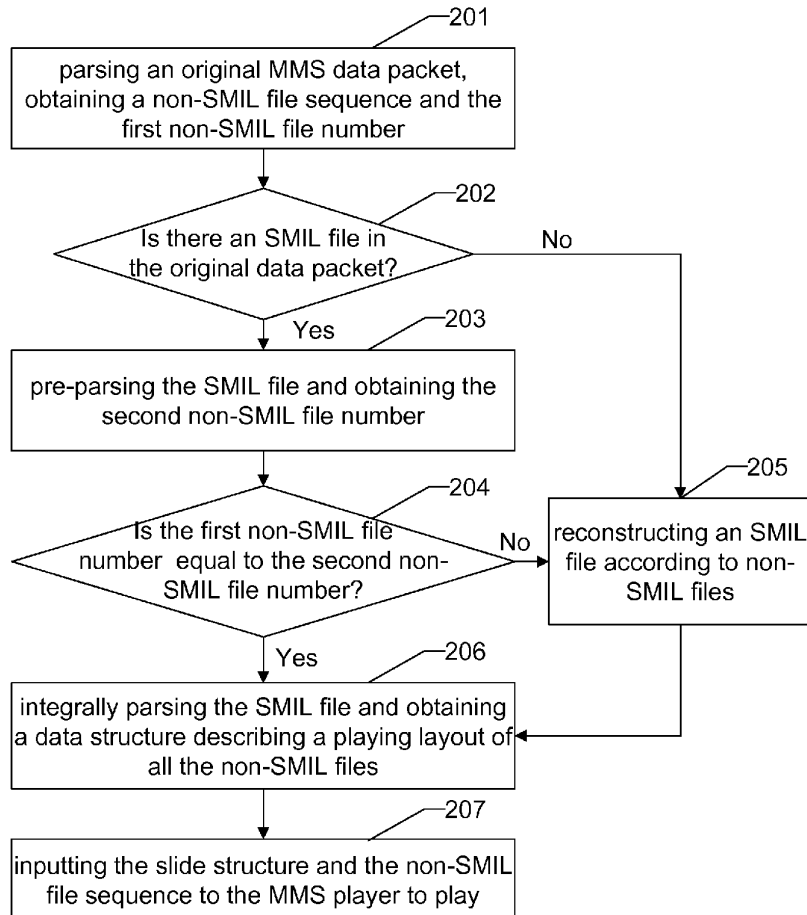 201
parsing an original MMS data packet,
obtaining a non-SMIL file sequence and the
first non-SMIL file number
202
Is there an SMIL file in
the original data packet?
No
Yes
203
pre-parsing the SMIL file and obtaining the
second non-SMIL file number
204
Is the first non-SMIL file
number equal to the second non-
SMIL file number?
No
205
reconstructing an SMIL
file according to non-
SMIL files
Yes
206
integrally parsing the SMIL file and obtaining
a data structure describing a playing layout of
all the non-SMIL files
207
inputting the slide structure and the non-SMIL
file sequence to the MMS player to play